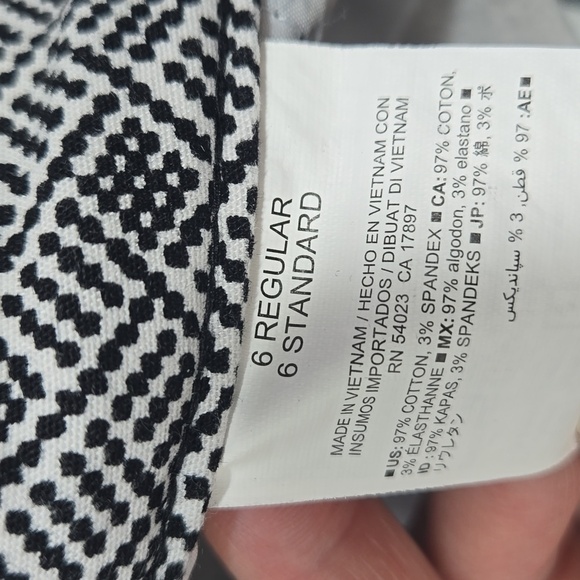 6 REGULAR
6 STANDARD
MADE IN VIETNAM / HECHO EN VIETNAM CON
INSUMOS IMPORTADOS / DIBUAT DI VIETNAM
RN 54023 CA 17897
■ US: 97% COTTON, 3% SPANDEX ■ CA: 97% COTTON,
3% ÉLASTHANNE ■ MX: 97% algodon, 3% elastano ■
ID : 97% KAPAS, 3% SPANDEKS ■ JP: 97% 綿, 3% ポ
リウレタン
■ AE: 97 % قطن, 3 % سباندیكس